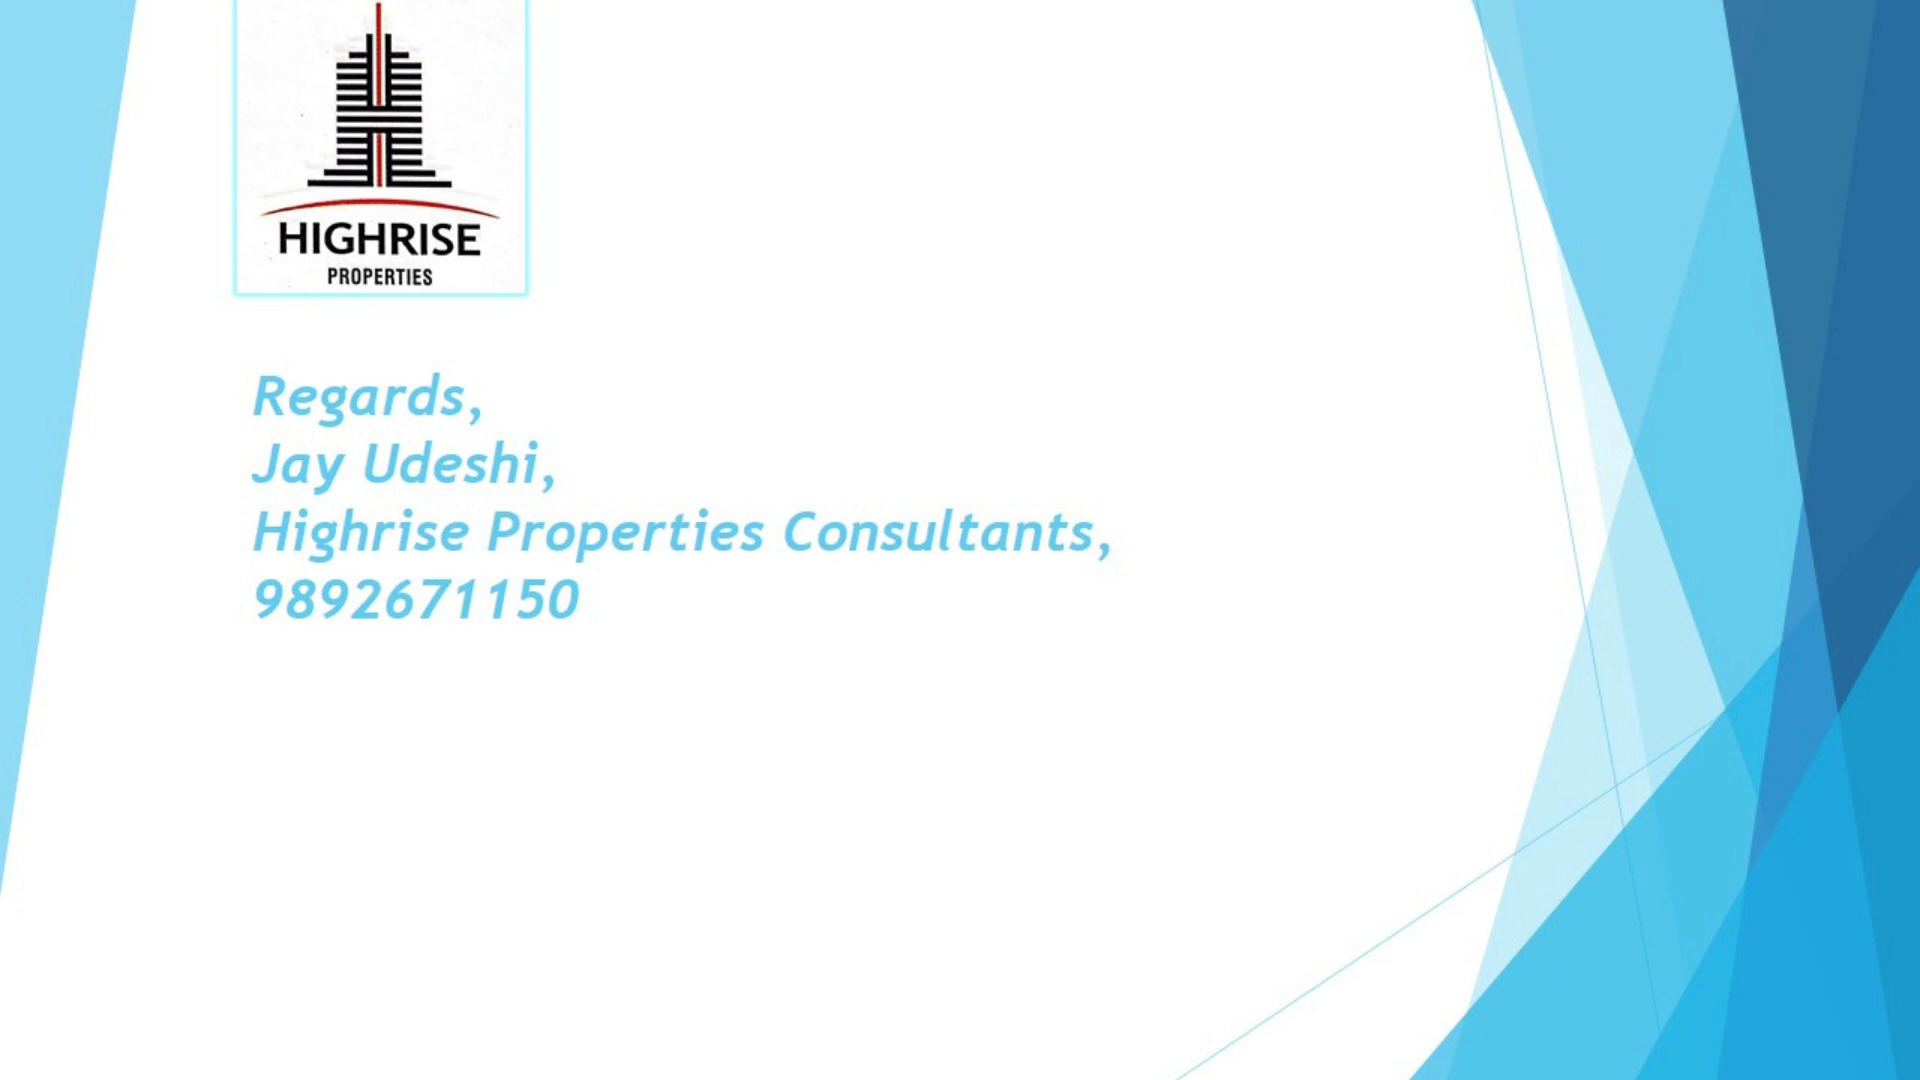 HIGHRISE
PROPERTIES
Regards,
Jay Udeshi,
Highrise Properties Consultants,
9892671150